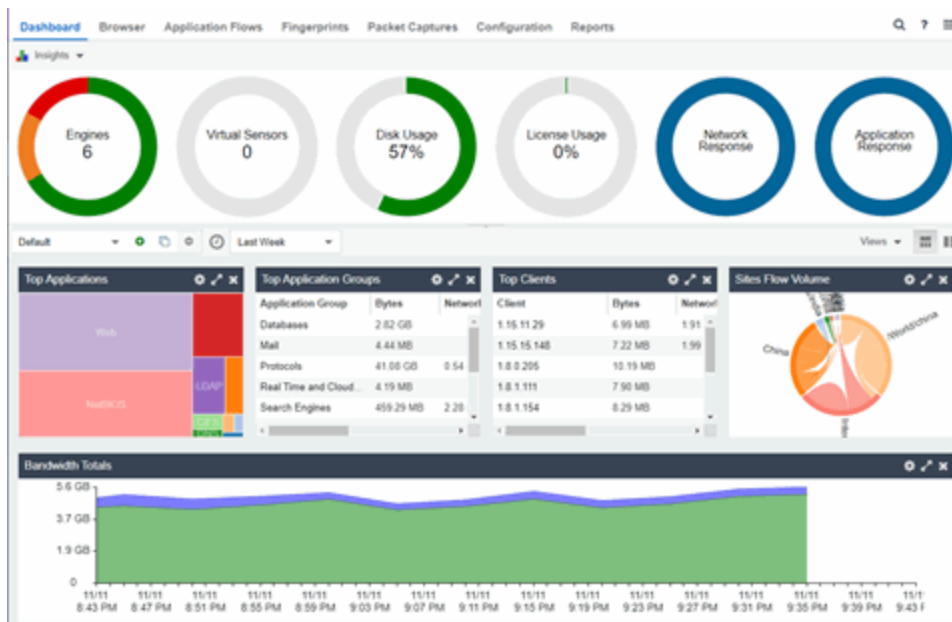 Dashboard Browser Application Flows Fingerprints Packet Captures Configuration Reports ?
Insights
Engines
6
Virtual Sensors
0
Disk Usage
57%
License Usage
0%
Network
Response
Application
Response
Default Last Week Views
Top Applications
Web
NetBIOS
LDAP
Top Application Groups
Application Group Bytes Network
Databases 2.82 GB
Mail 4.44 MB
Protocols 41.08 GB 0.54
Real Time and Cloud... 4.19 MB
Search Engines 459.29 MB 2.28
Top Clients
Client Bytes Network
1.15.11.29 6.99 MB 1.91
1.15.15.148 7.22 MB 1.99
1.8.0.205 10.19 MB
1.8.1.111 7.90 MB
1.8.1.154 8.29 MB
Sites Flow Volume
China
World/china
Inter
Bandwidth Totals
5.6 GB
3.7 GB
1.9 GB
0
11/11 11/11 11/11 11/11 11/11 11/11 11/11 11/11 11/11 11/11 11/11 11/11 11/11 11/11 11/11 11/1
8:43 PM 8:47 PM 8:51 PM 8:55 PM 8:59 PM 9:03 PM 9:07 PM 9:11 PM 9:15 PM 9:19 PM 9:23 PM 9:27 PM 9:31 PM 9:35 PM 9:39 PM 9:43 F